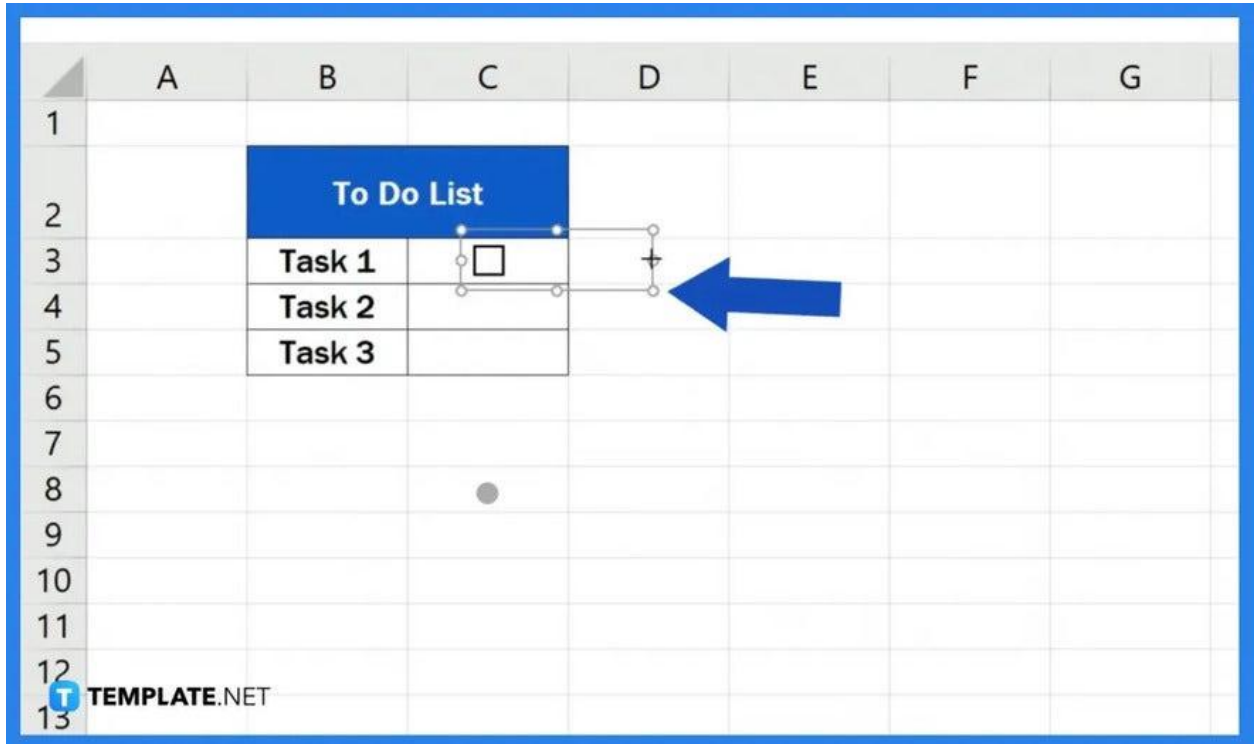 A B C D E F G
1
To Do List
2
3 Task 1
4 Task 2
5 Task 3
6
7
8
9
10
11
12
T TEMPLATE.NET
13